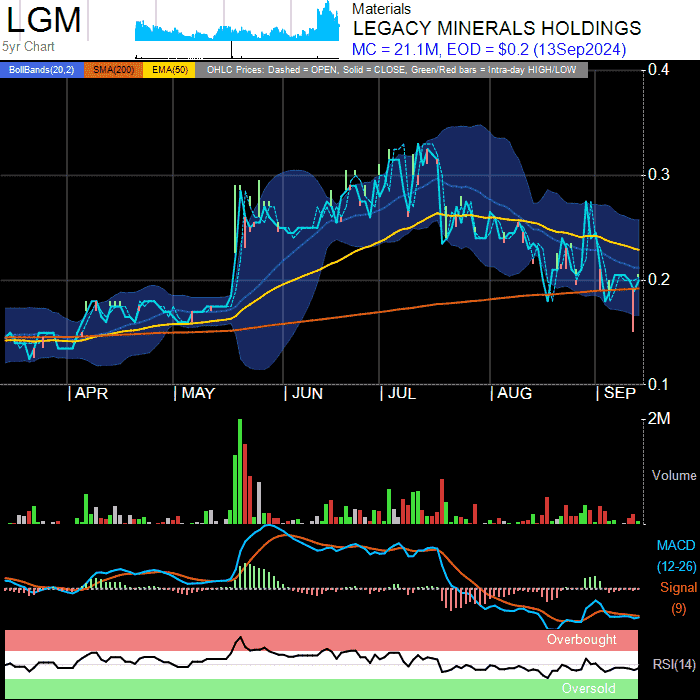 LGM
5yr Chart
Materials
LEGACY MINERALS HOLDINGS
MC = 21.1M, EOD = $0.2 (13Sep2024)
BollBands(20,2) SMA(200) EMA(50) OHLC Prices: Dashed = OPEN, Solid = CLOSE, Green/Red bars = Intra-day HIGH/LOW
0.4
0.3
0.2
0.1
APR MAY JUN JUL AUG SEP
2M
Volume
MACD
(12-26)
Signal
(9)
Overbought
RSI(14)
Oversold